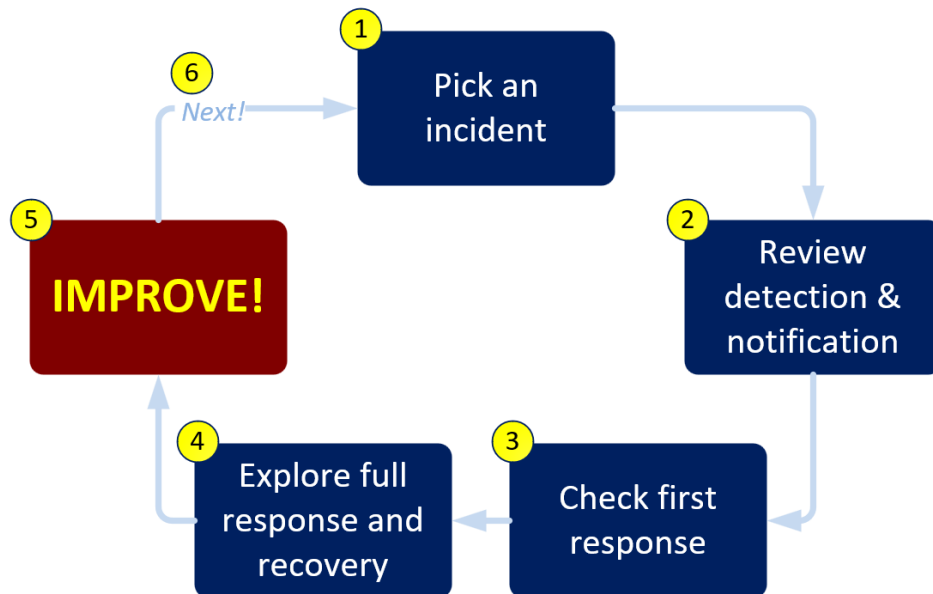 1
Pick an
incident
2
Review
detection &
notification
3
Check first
response
4
Explore full
response and
recovery
5
IMPROVE!
6
Next!